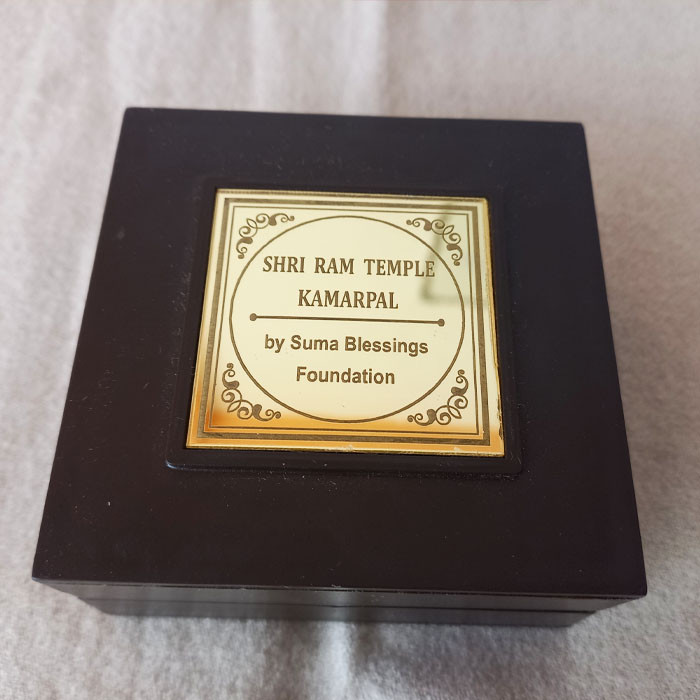 SHRI RAM TEMPLE
KAMARPAL
by Suma Blessings
Foundation